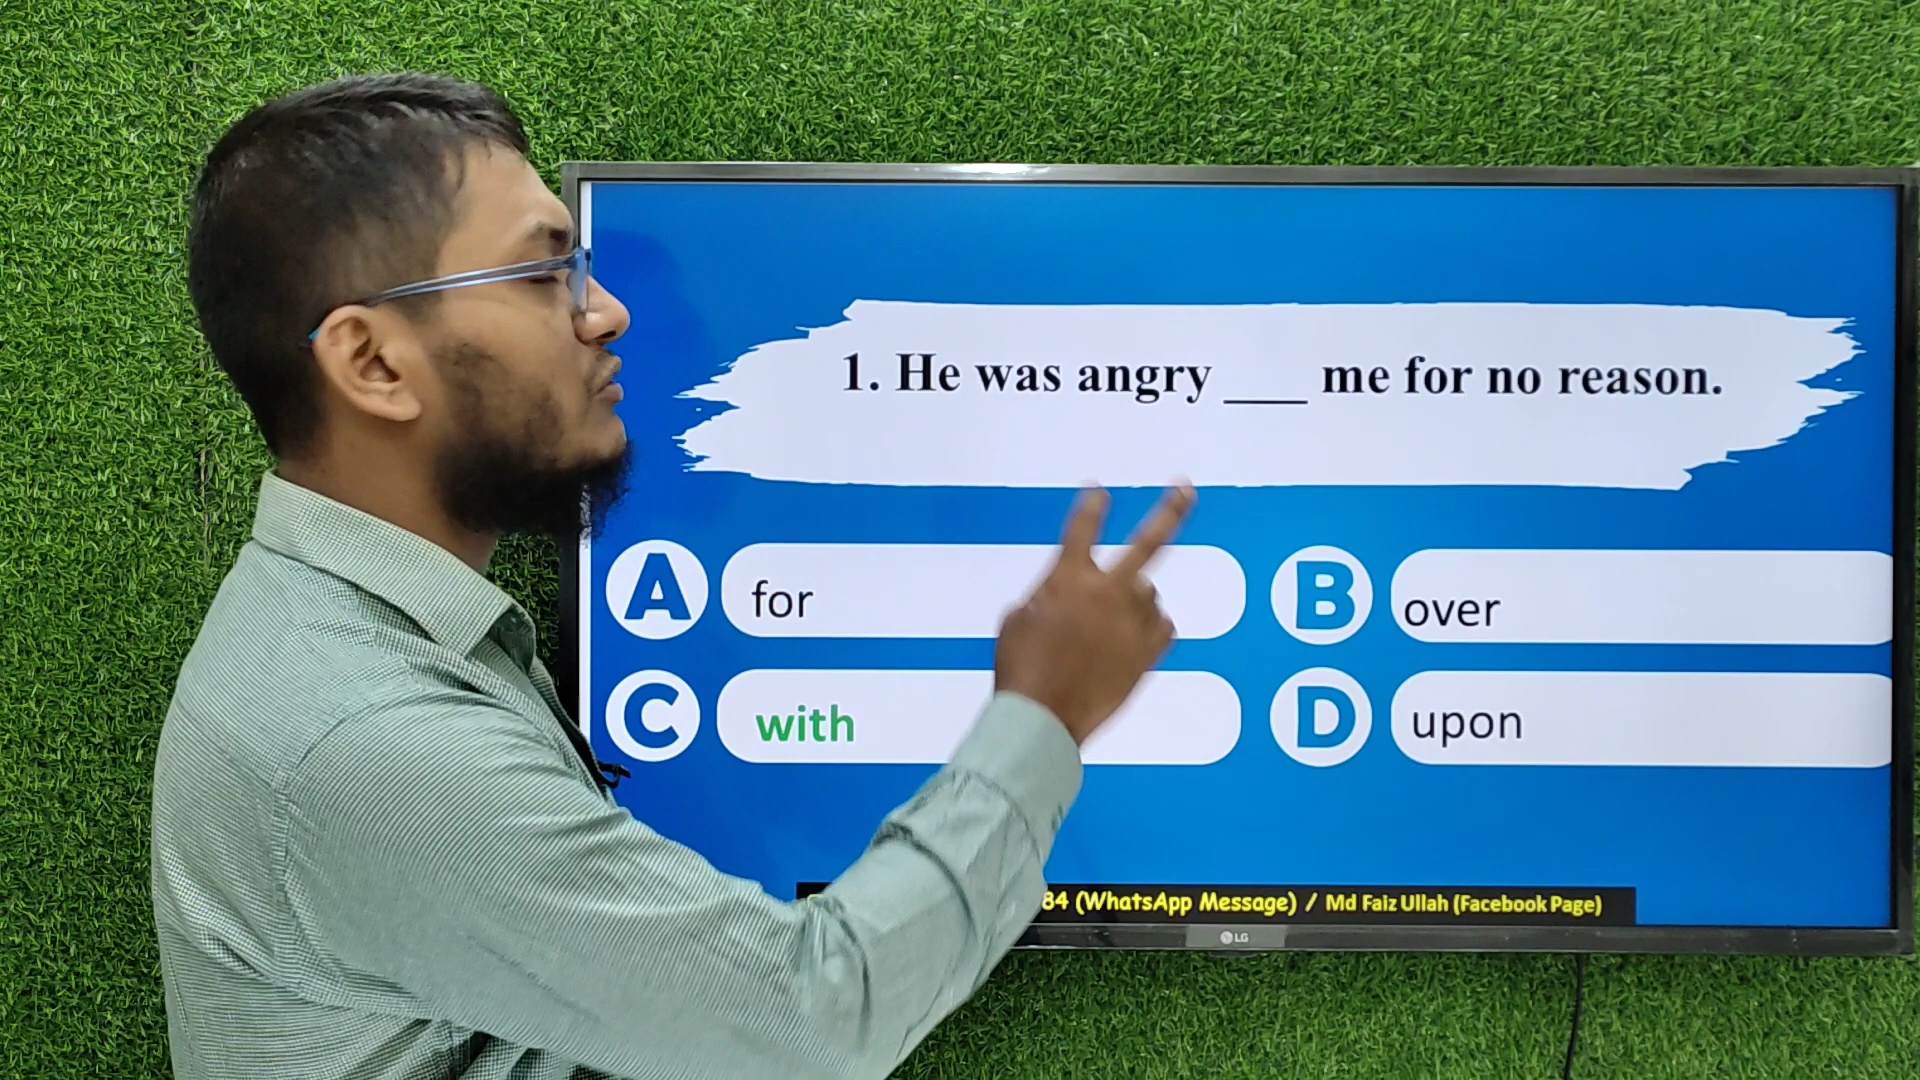 1. He was angry ___ me for no reason.
A for
B over
C with
D upon
84 (WhatsApp Message) / Md Faiz Ullah (Facebook Page)
LG